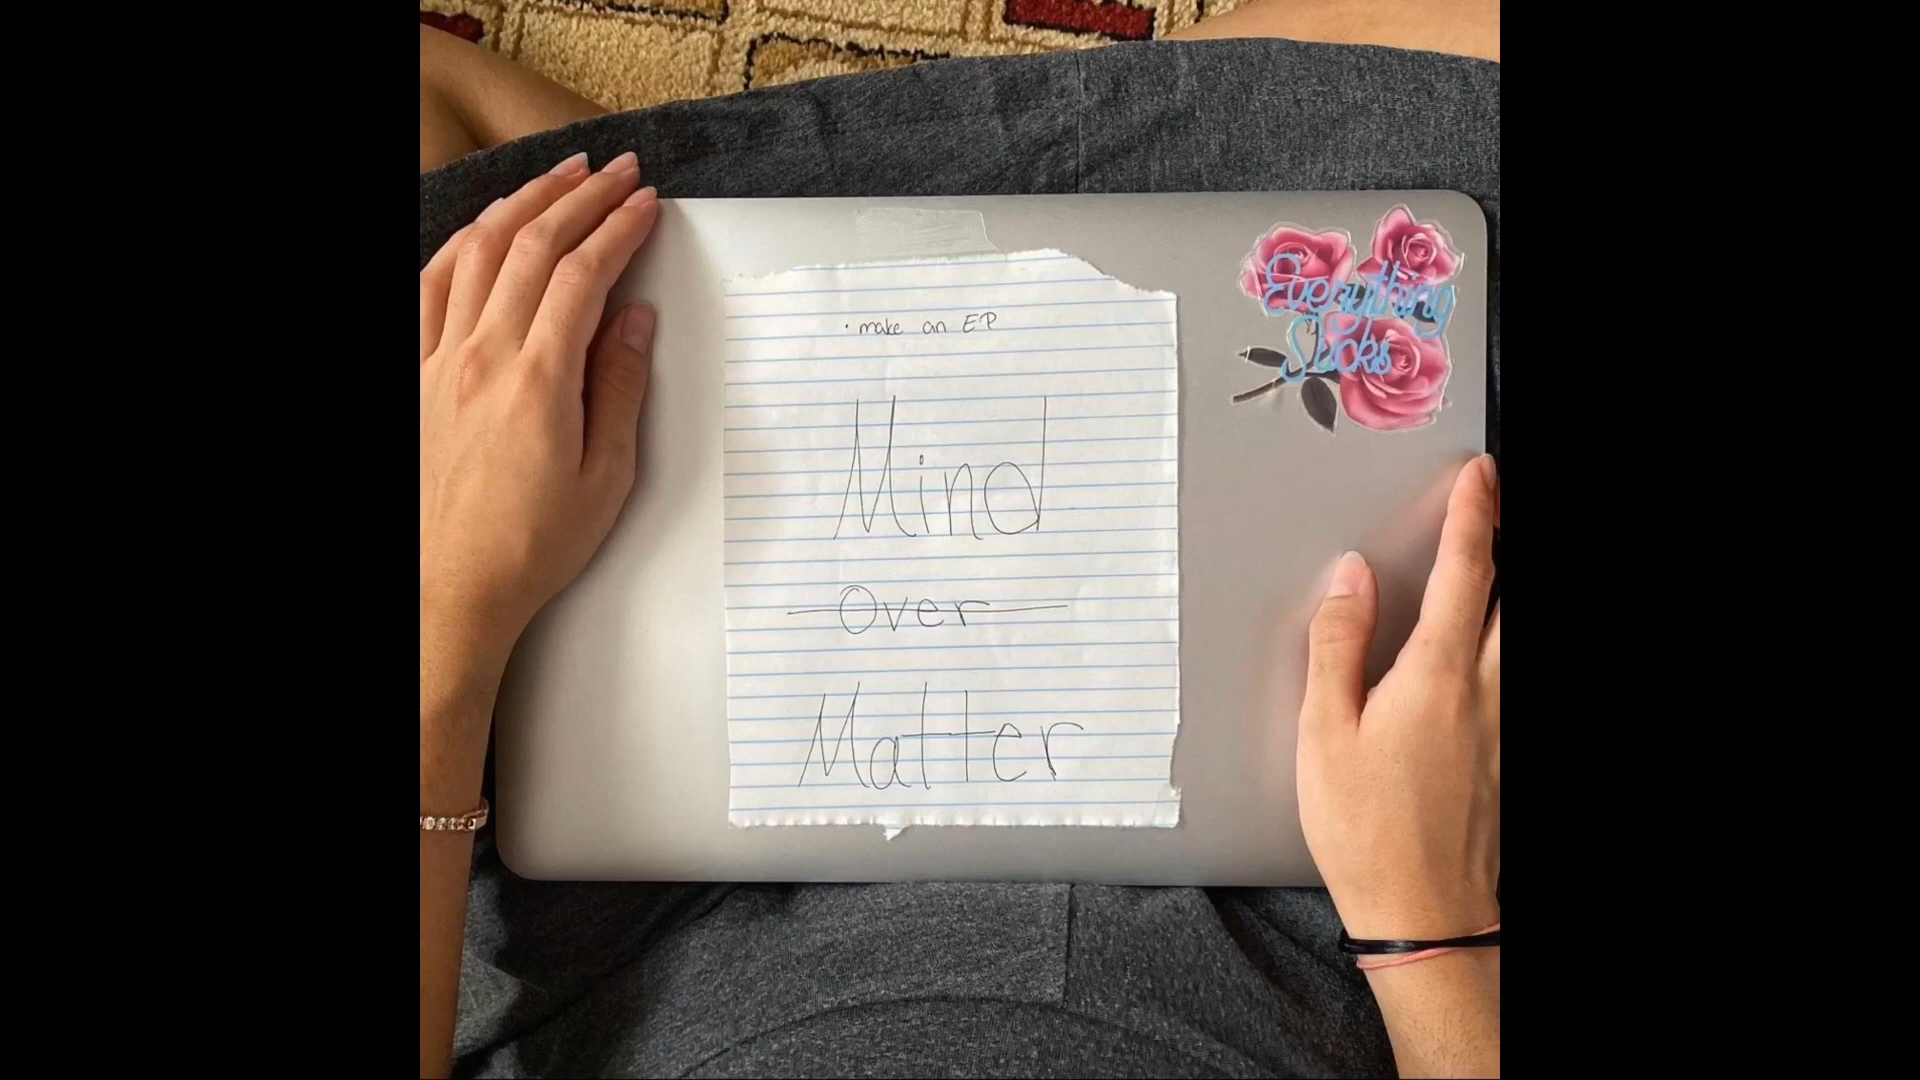 • make an EP
Mind
Over
Matter
Everything
Sucks